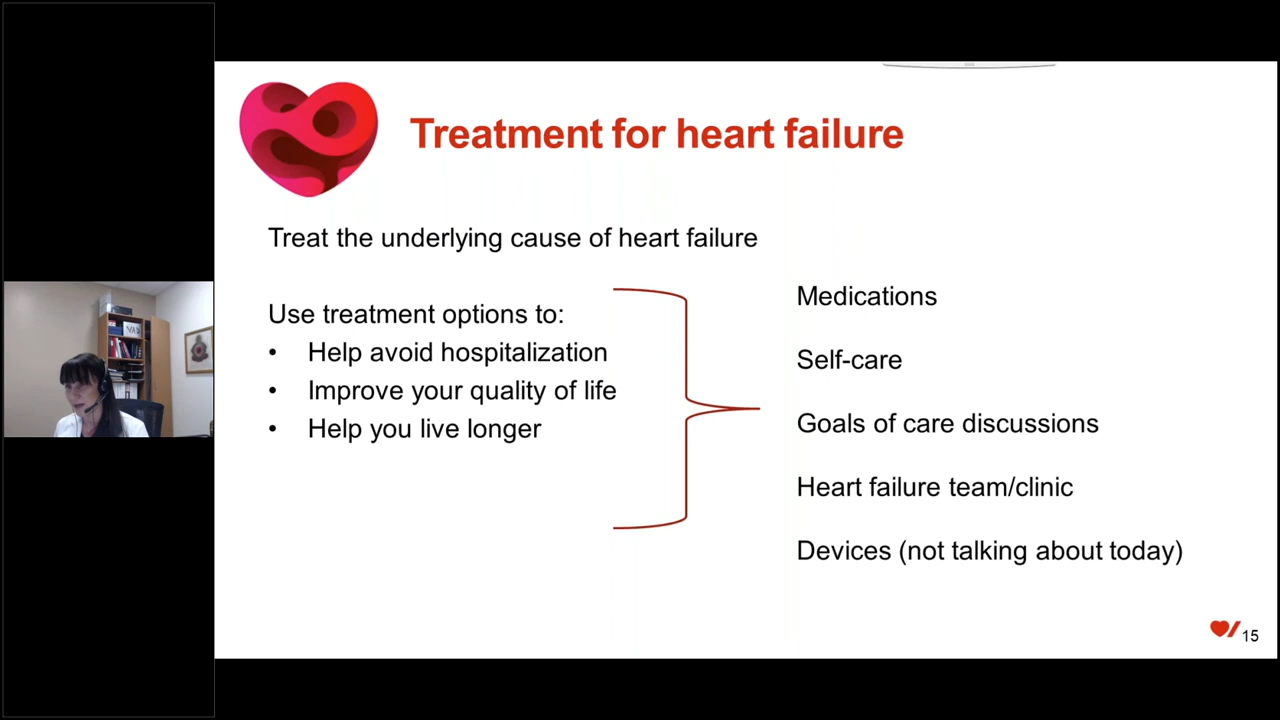 Treatment for heart failure
Treat the underlying cause of heart failure
Use treatment options to:
• Help avoid hospitalization
• Improve your quality of life
• Help you live longer
Medications
Self-care
Goals of care discussions
Heart failure team/clinic
Devices (not talking about today)
15